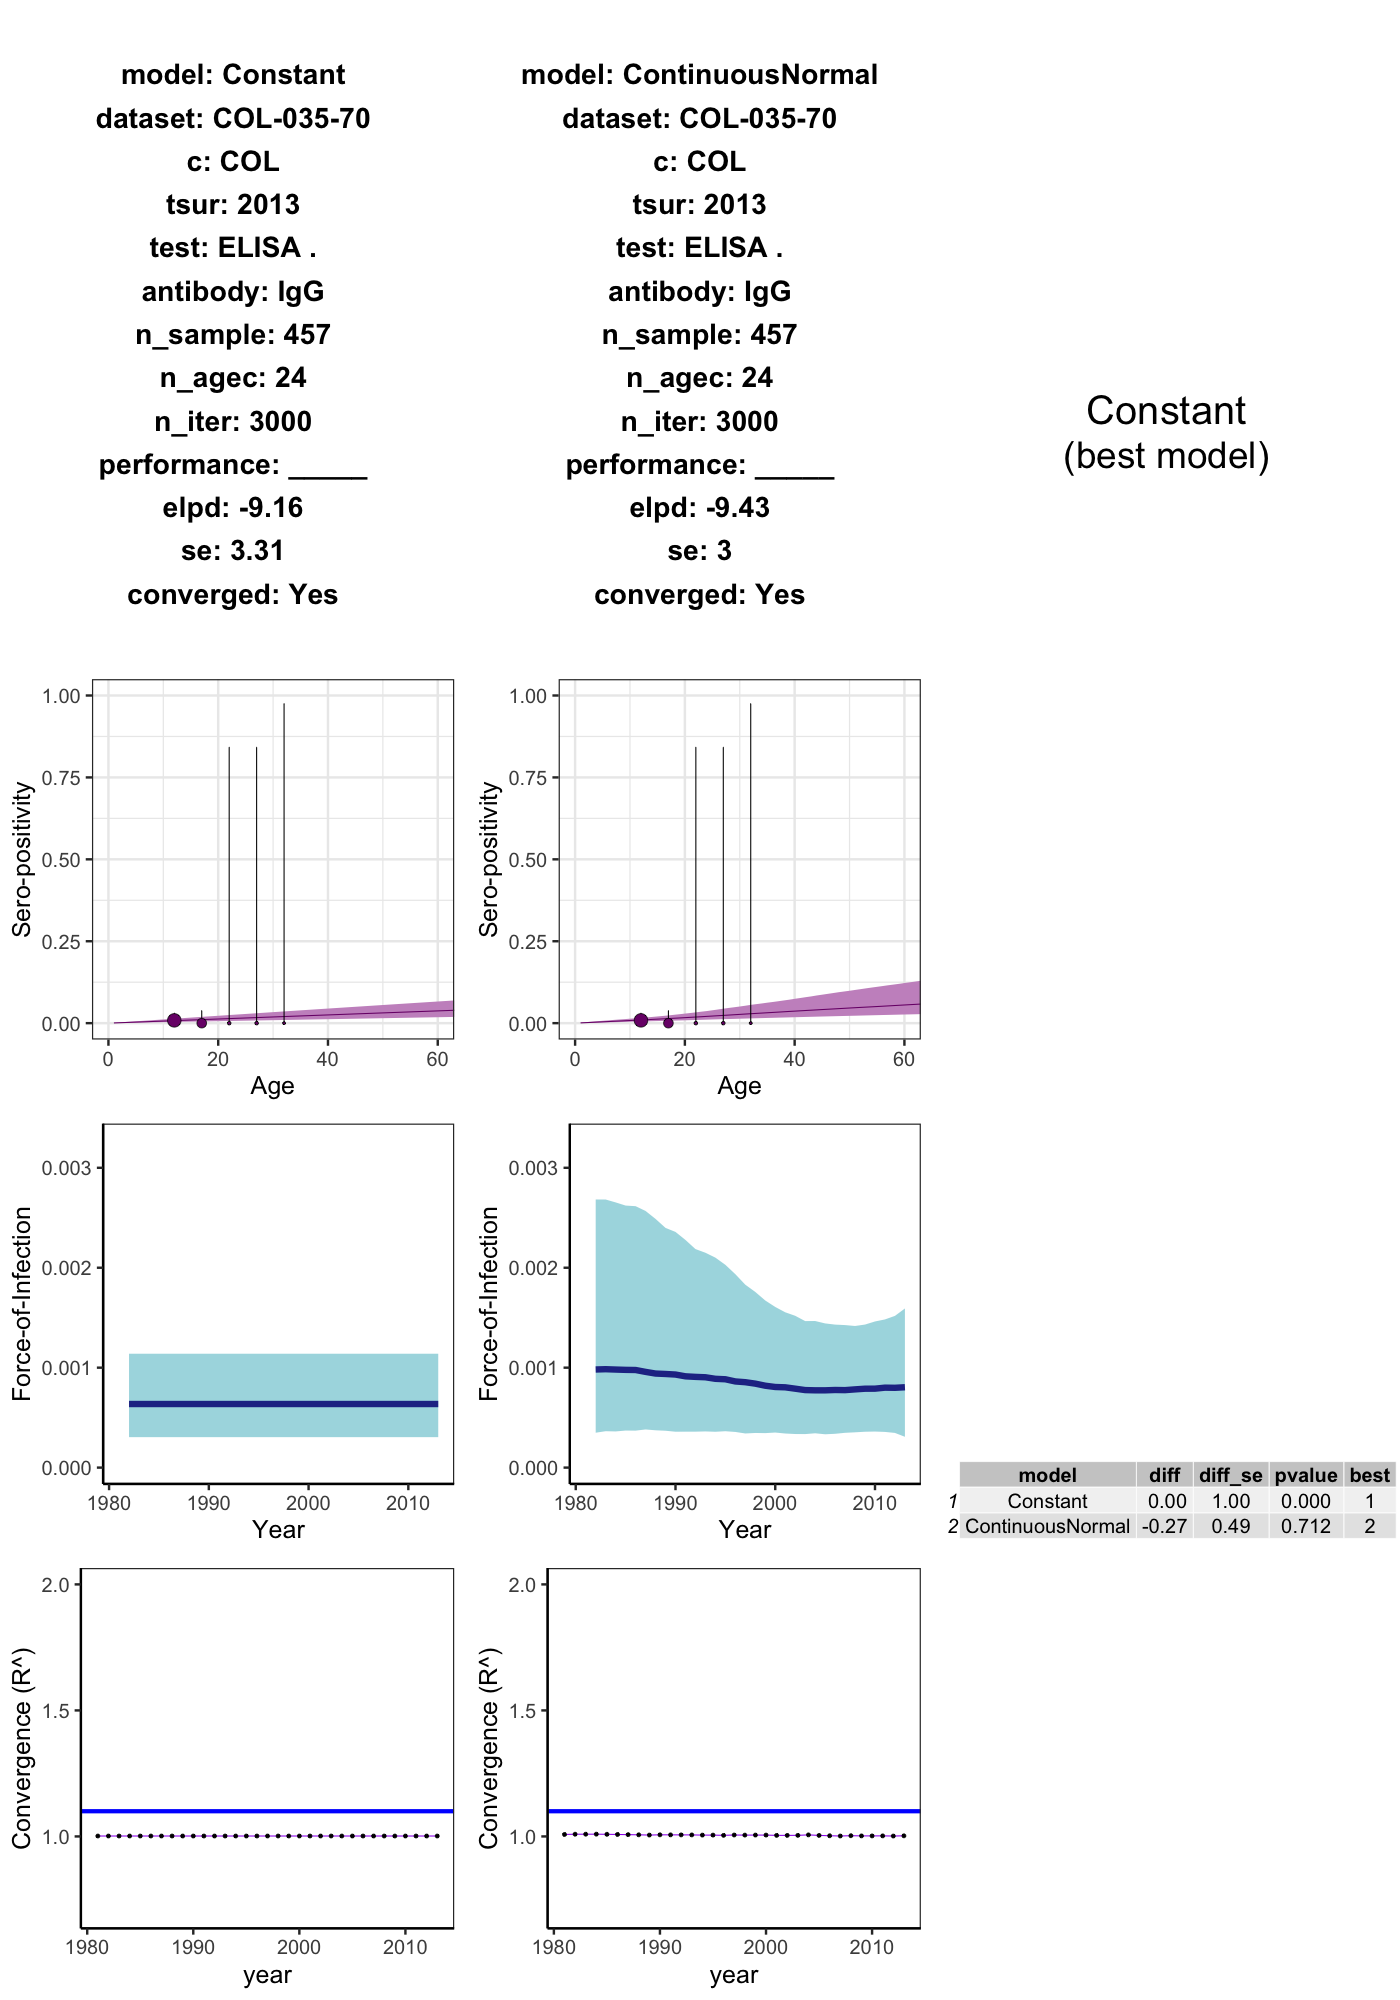 model: Constant
dataset: COL-035-70
c: COL
tsur: 2013
test: ELISA .
antibody: IgG
n_sample: 457
n_agec: 24
n_iter: 3000
performance: _____
elpd: -9.16
se: 3.31
converged: Yes
model: ContinuousNormal
dataset: COL-035-70
c: COL
tsur: 2013
test: ELISA .
antibody: IgG
n_sample: 457
n_agec: 24
n_iter: 3000
performance: _____
elpd: -9.43
se: 3
converged: Yes
Constant
(best model)
Sero-positivity
1.00
0.75
0.50
0.25
0.00
0 20 40 60
Age
Sero-positivity
1.00
0.75
0.50
0.25
0.00
0 20 40 60
Age
Force-of-Infection
0.003
0.002
0.001
0.000
1980 1990 2000 2010
Year
Force-of-Infection
0.003
0.002
0.001
0.000
1980 1990 2000 2010
Year
model diff diff_se pvalue best
1 Constant 0.00 1.00 0.000 1
2 ContinuousNormal -0.27 0.49 0.712 2
Convergence (R^)
2.0
1.5
1.0
1980 1990 2000 2010
year
Convergence (R^)
2.0
1.5
1.0
1980 1990 2000 2010
year